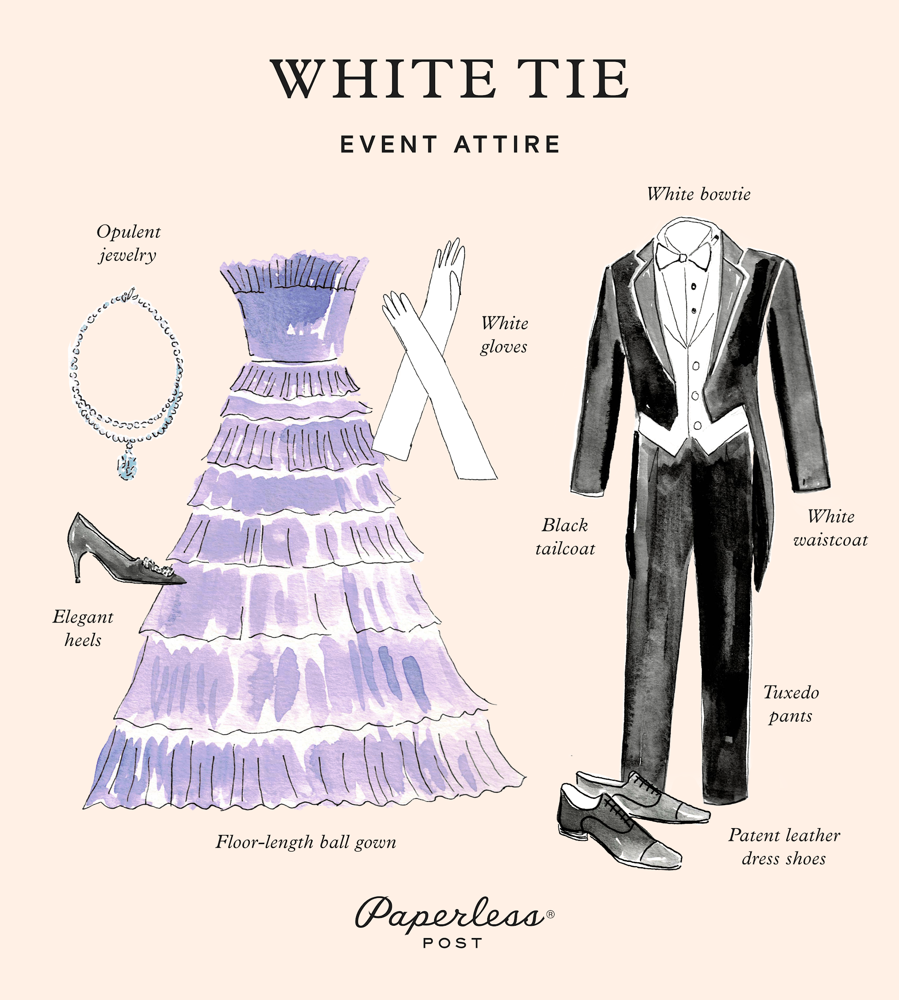 WHITE TIE
EVENT ATTIRE
White bowtie
Opulent
jewelry
White
gloves
Black
tailcoat
White
waistcoat
Elegant
heels
Tuxedo
pants
Floor-length ball gown
Patent leather
dress shoes
Paperless®
POST